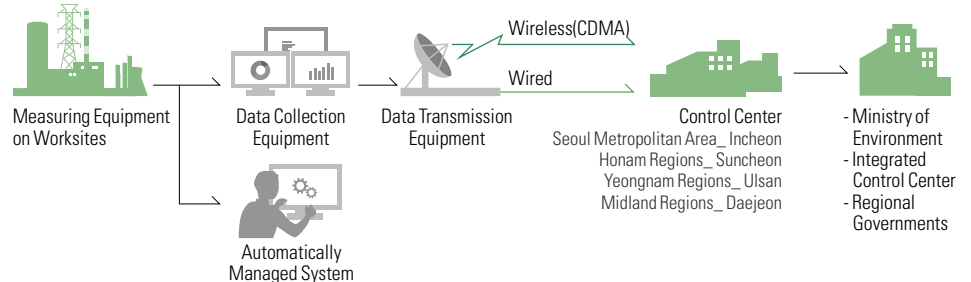 Wireless(CDMA)
Wired
Measuring Equipment
on Worksites
Data Collection
Equipment
Data Transmission
Equipment
Control Center
Seoul Metropolitan Area_ Incheon
Honam Regions_ Suncheon
Yeongnam Regions_ Ulsan
Midland Regions_ Daejeon
- Ministry of
Environment
- Integrated
Control Center
- Regional
Governments
Automatically
Managed System